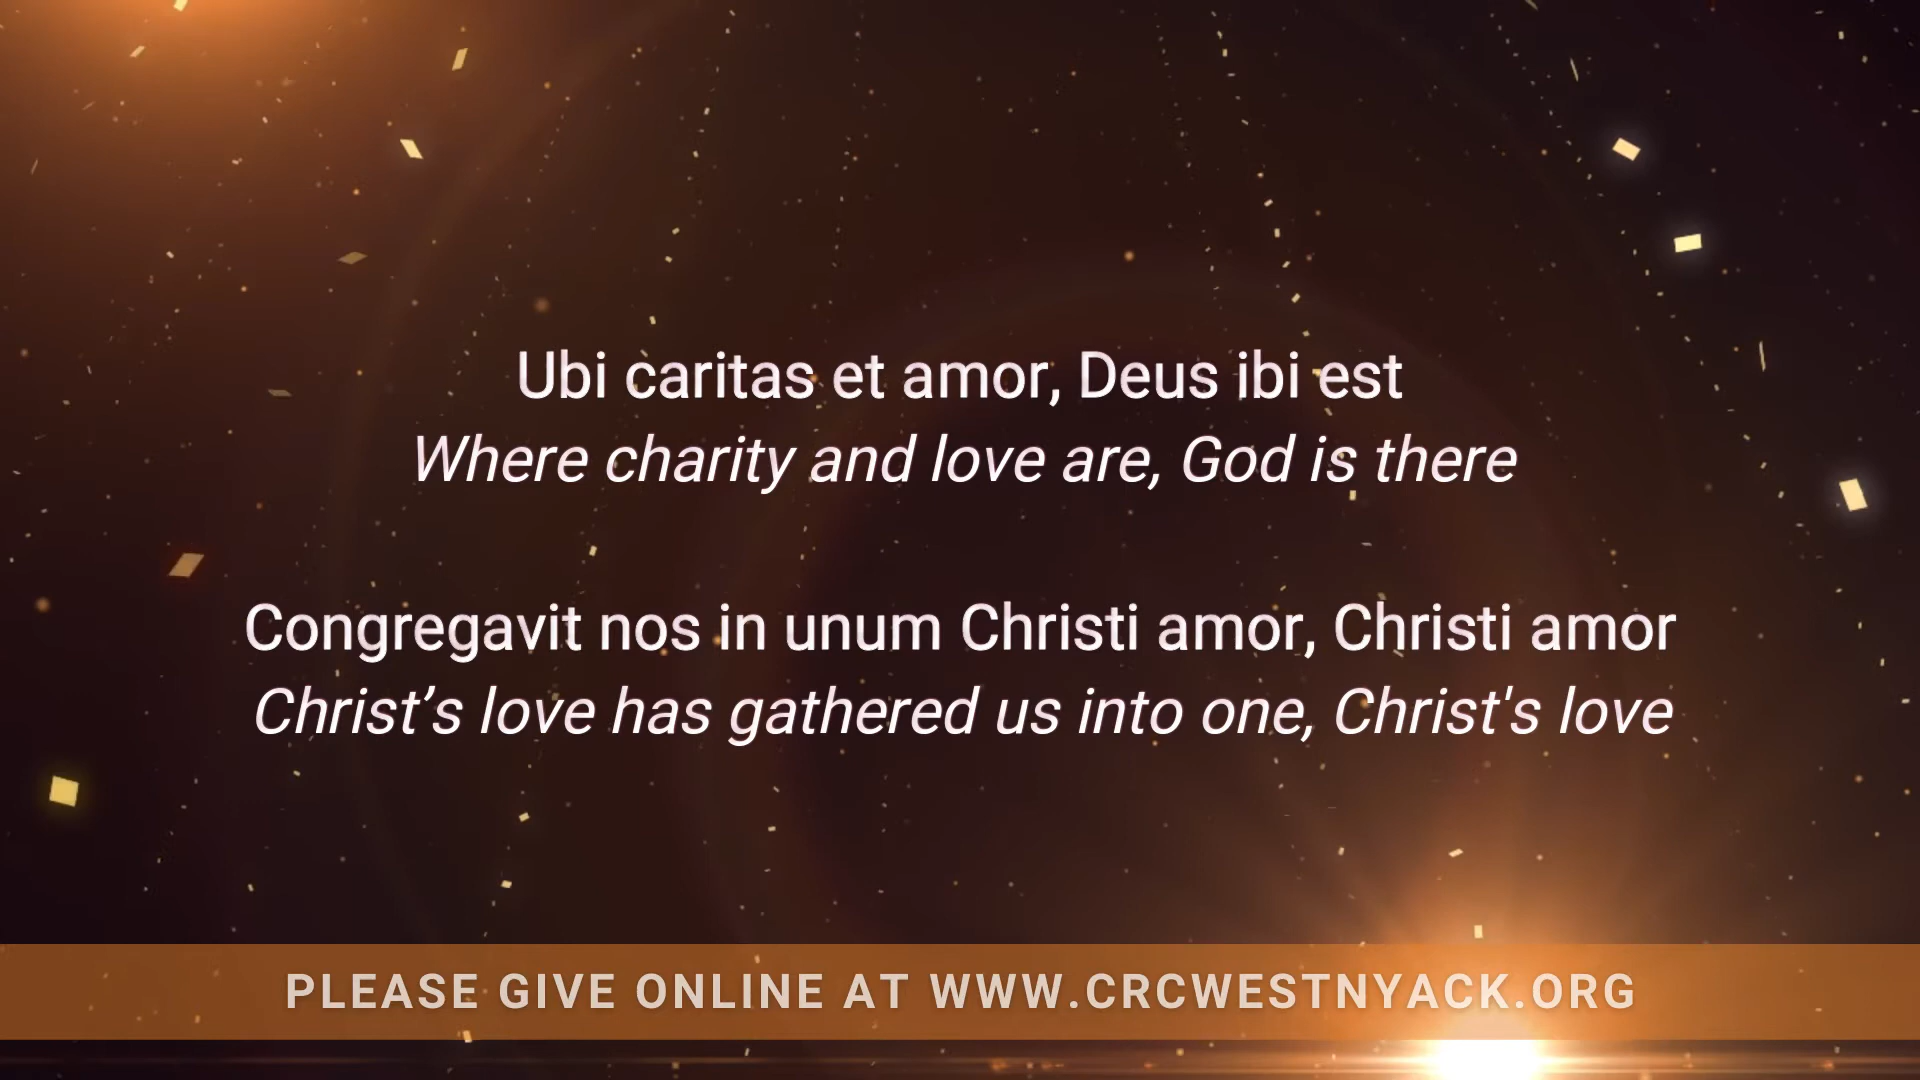 Ubi caritas et amor, Deus ibi est
Where charity and love are, God is there
Congregavit nos in unum Christi amor, Christi amor
Christ’s love has gathered us into one, Christ's love
PLEASE GIVE ONLINE AT WWW.CRCWESTNYACK.ORG